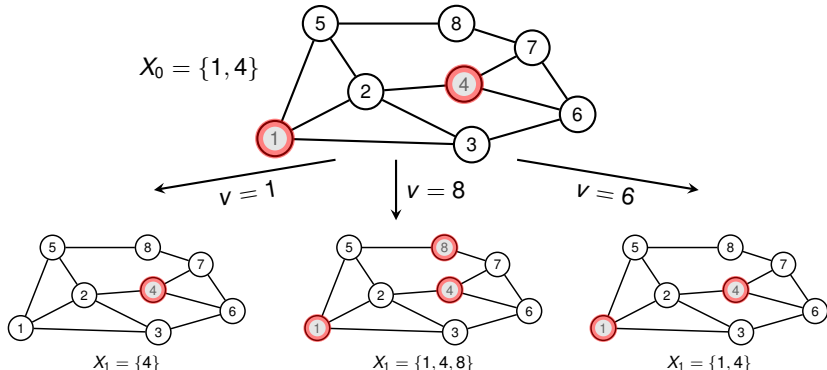 5 8
7
X₀ = {1, 4}
2 4
6
1 3
v = 1 v = 8 v = 6
5 8 5 8 5 8
7 7 7
2 4 2 4 2 4
6 6 6
1 3 1 3 1 3
X₁ = {4} X₁ = {1, 4, 8} X₁ = {1, 4}